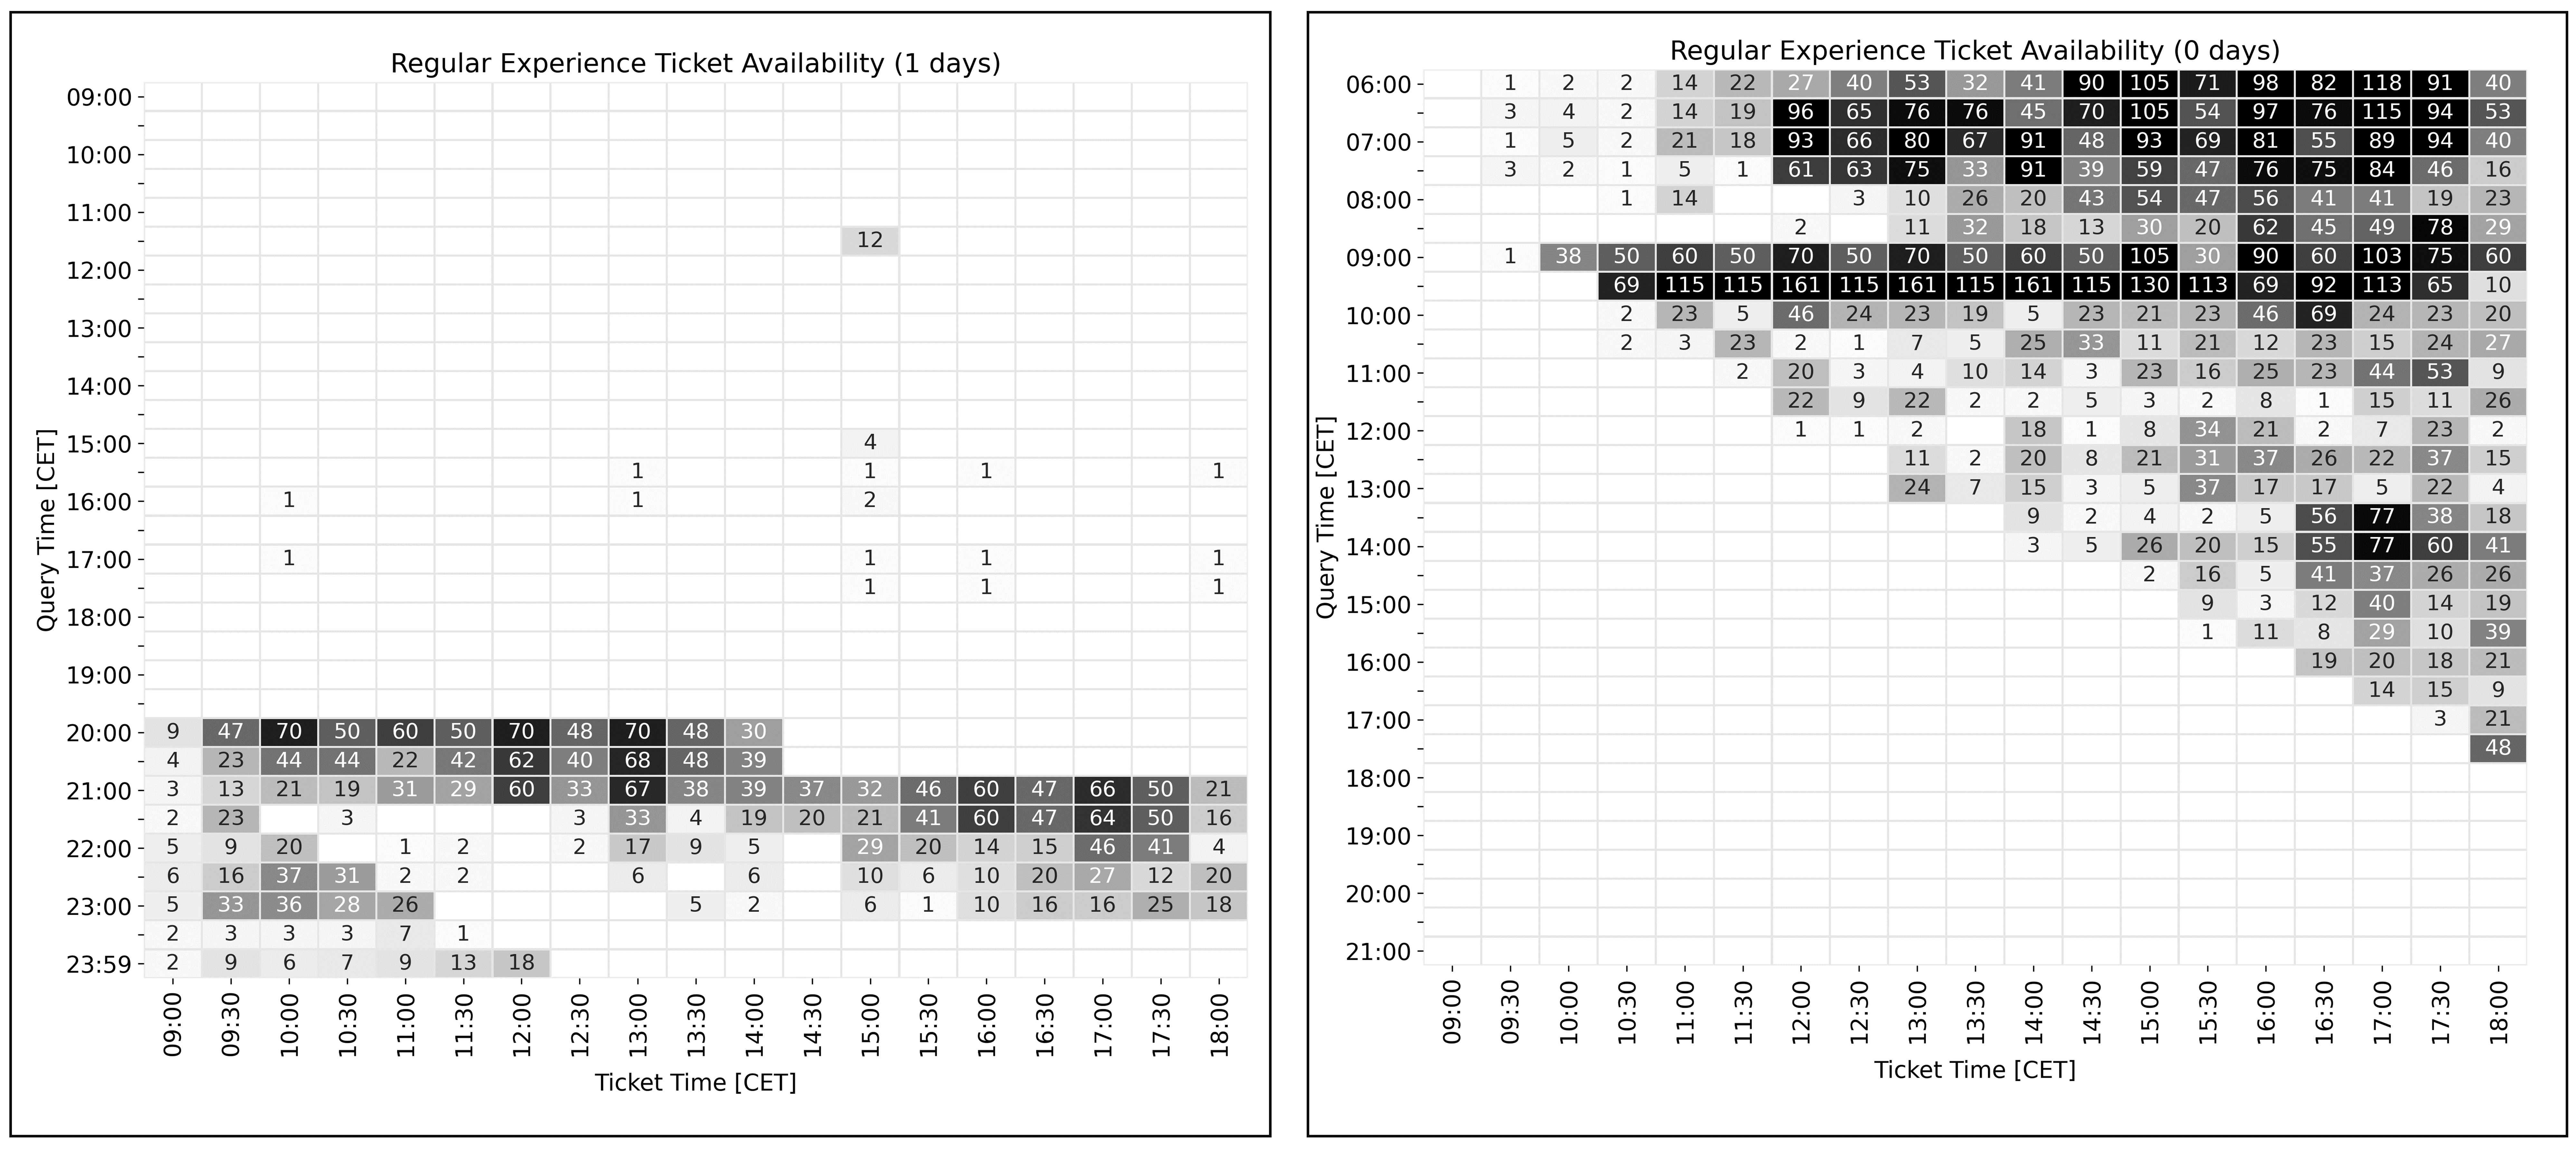 Regular Experience Ticket Availability (1 days)
09:00
10:00
11:00
12
12:00
13:00
14:00
15:00 4
1 1 1 1
16:00 1 1 2
17:00 1 1 1 1
1 1 1
18:00
19:00
20:00 9 47 70 50 60 50 70 48 70 48 30
4 23 44 44 22 42 62 40 68 48 39
21:00 3 13 21 19 31 29 60 33 67 38 39 37 32 46 60 47 66 50 21
2 23 3 3 33 4 19 20 21 41 60 47 64 50 16
22:00 5 9 20 1 2 2 17 9 5 29 20 14 15 46 41 4
6 16 37 31 2 2 6 6 10 6 10 20 27 12 20
23:00 5 33 36 28 26 5 2 6 1 10 16 16 25 18
2 3 3 3 7 1
23:59 2 9 6 7 9 13 18
09:00 09:30 10:00 10:30 11:00 11:30 12:00 12:30 13:00 13:30 14:00 14:30 15:00 15:30 16:00 16:30 17:00 17:30 18:00
Query Time [CET]
Ticket Time [CET]
Regular Experience Ticket Availability (0 days)
06:00 1 2 2 14 22 27 40 53 32 41 90 105 71 98 82 118 91 40
3 4 2 14 19 96 65 76 76 45 70 105 54 97 76 115 94 53
07:00 1 5 2 21 18 93 66 80 67 91 48 93 69 81 55 89 94 40
3 2 1 5 1 61 63 75 33 91 39 59 47 76 75 84 46 16
08:00 1 14 3 10 26 20 43 54 47 56 41 41 19 23
2 11 32 18 13 30 20 62 45 49 78 29
09:00 1 38 50 60 50 70 50 70 50 60 50 105 30 90 60 103 75 60
69 115 115 161 115 161 115 161 115 130 113 69 92 113 65 10
10:00 2 23 5 46 24 23 19 5 23 21 23 46 69 24 23 20
2 3 23 2 1 7 5 25 33 11 21 12 23 15 24 27
11:00 2 20 3 4 10 14 3 23 16 25 23 44 53 9
22 9 22 2 2 5 3 2 8 1 15 11 26
12:00 1 1 2 18 1 8 34 21 2 7 23 2
11 2 20 8 21 31 37 26 22 37 15
13:00 24 7 15 3 5 37 17 17 5 22 4
9 2 4 2 5 56 77 38 18
14:00 3 5 26 20 15 55 77 60 41
2 16 5 41 37 26 26
15:00 9 3 12 40 14 19
1 11 8 29 10 39
16:00 19 20 18 21
14 15 9
17:00 3 21
48
18:00
19:00
20:00
21:00
09:00 09:30 10:00 10:30 11:00 11:30 12:00 12:30 13:00 13:30 14:00 14:30 15:00 15:30 16:00 16:30 17:00 17:30 18:00
Query Time [CET]
Ticket Time [CET]